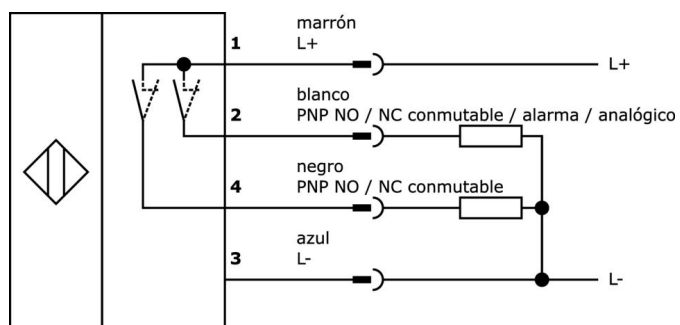 marrón
1 L+
L+
blanco
2 PNP NO / NC conmutable / alarma / analógico
negro
4 PNP NO / NC conmutable
azul
3 L-
L-